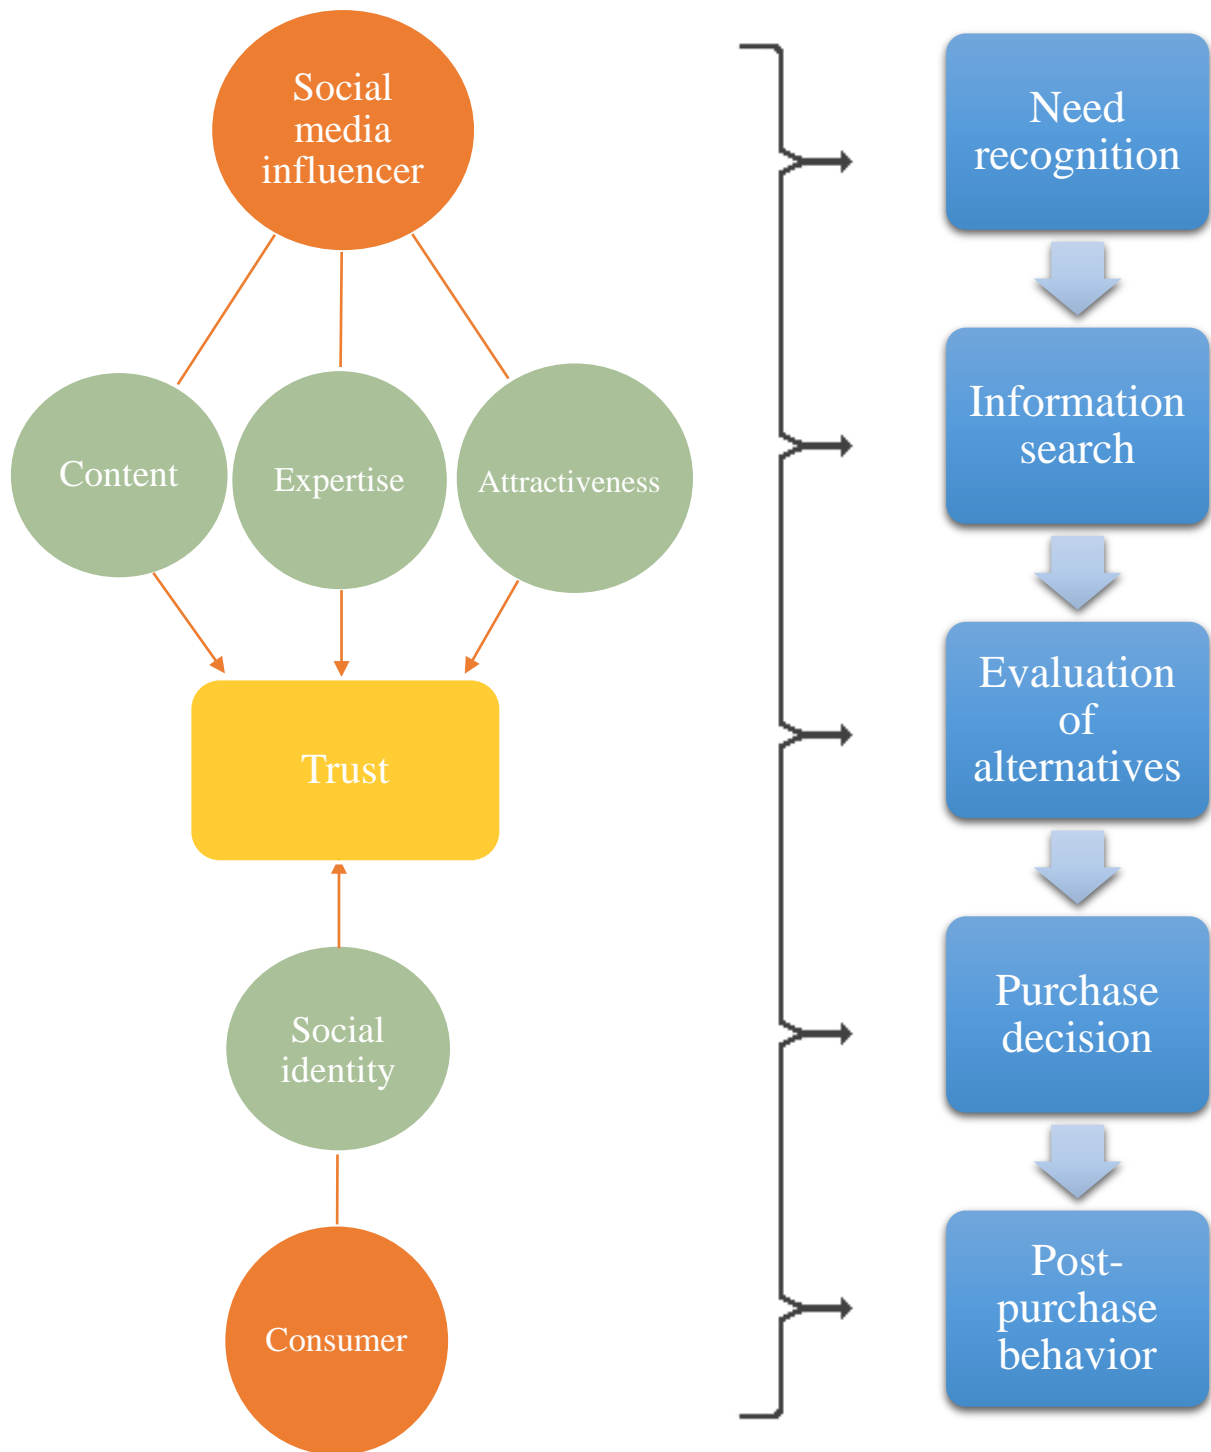 Social
media
influencer
Content
Expertise
Attractiveness
Trust
Social
identity
Consumer
Need
recognition
Information
search
Evaluation
of
alternatives
Purchase
decision
Post-
purchase
behavior